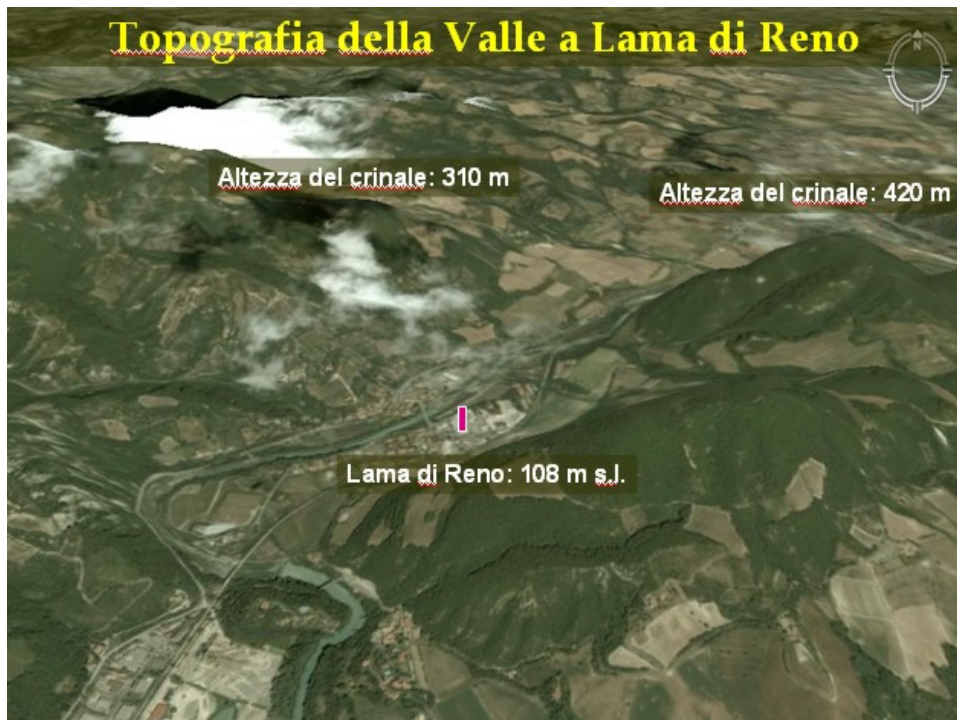 Topografia della Valle a Lama di Reno
N
Altezza del crinale: 310 m
Altezza del crinale: 420 m
Lama di Reno: 108 m s.l.